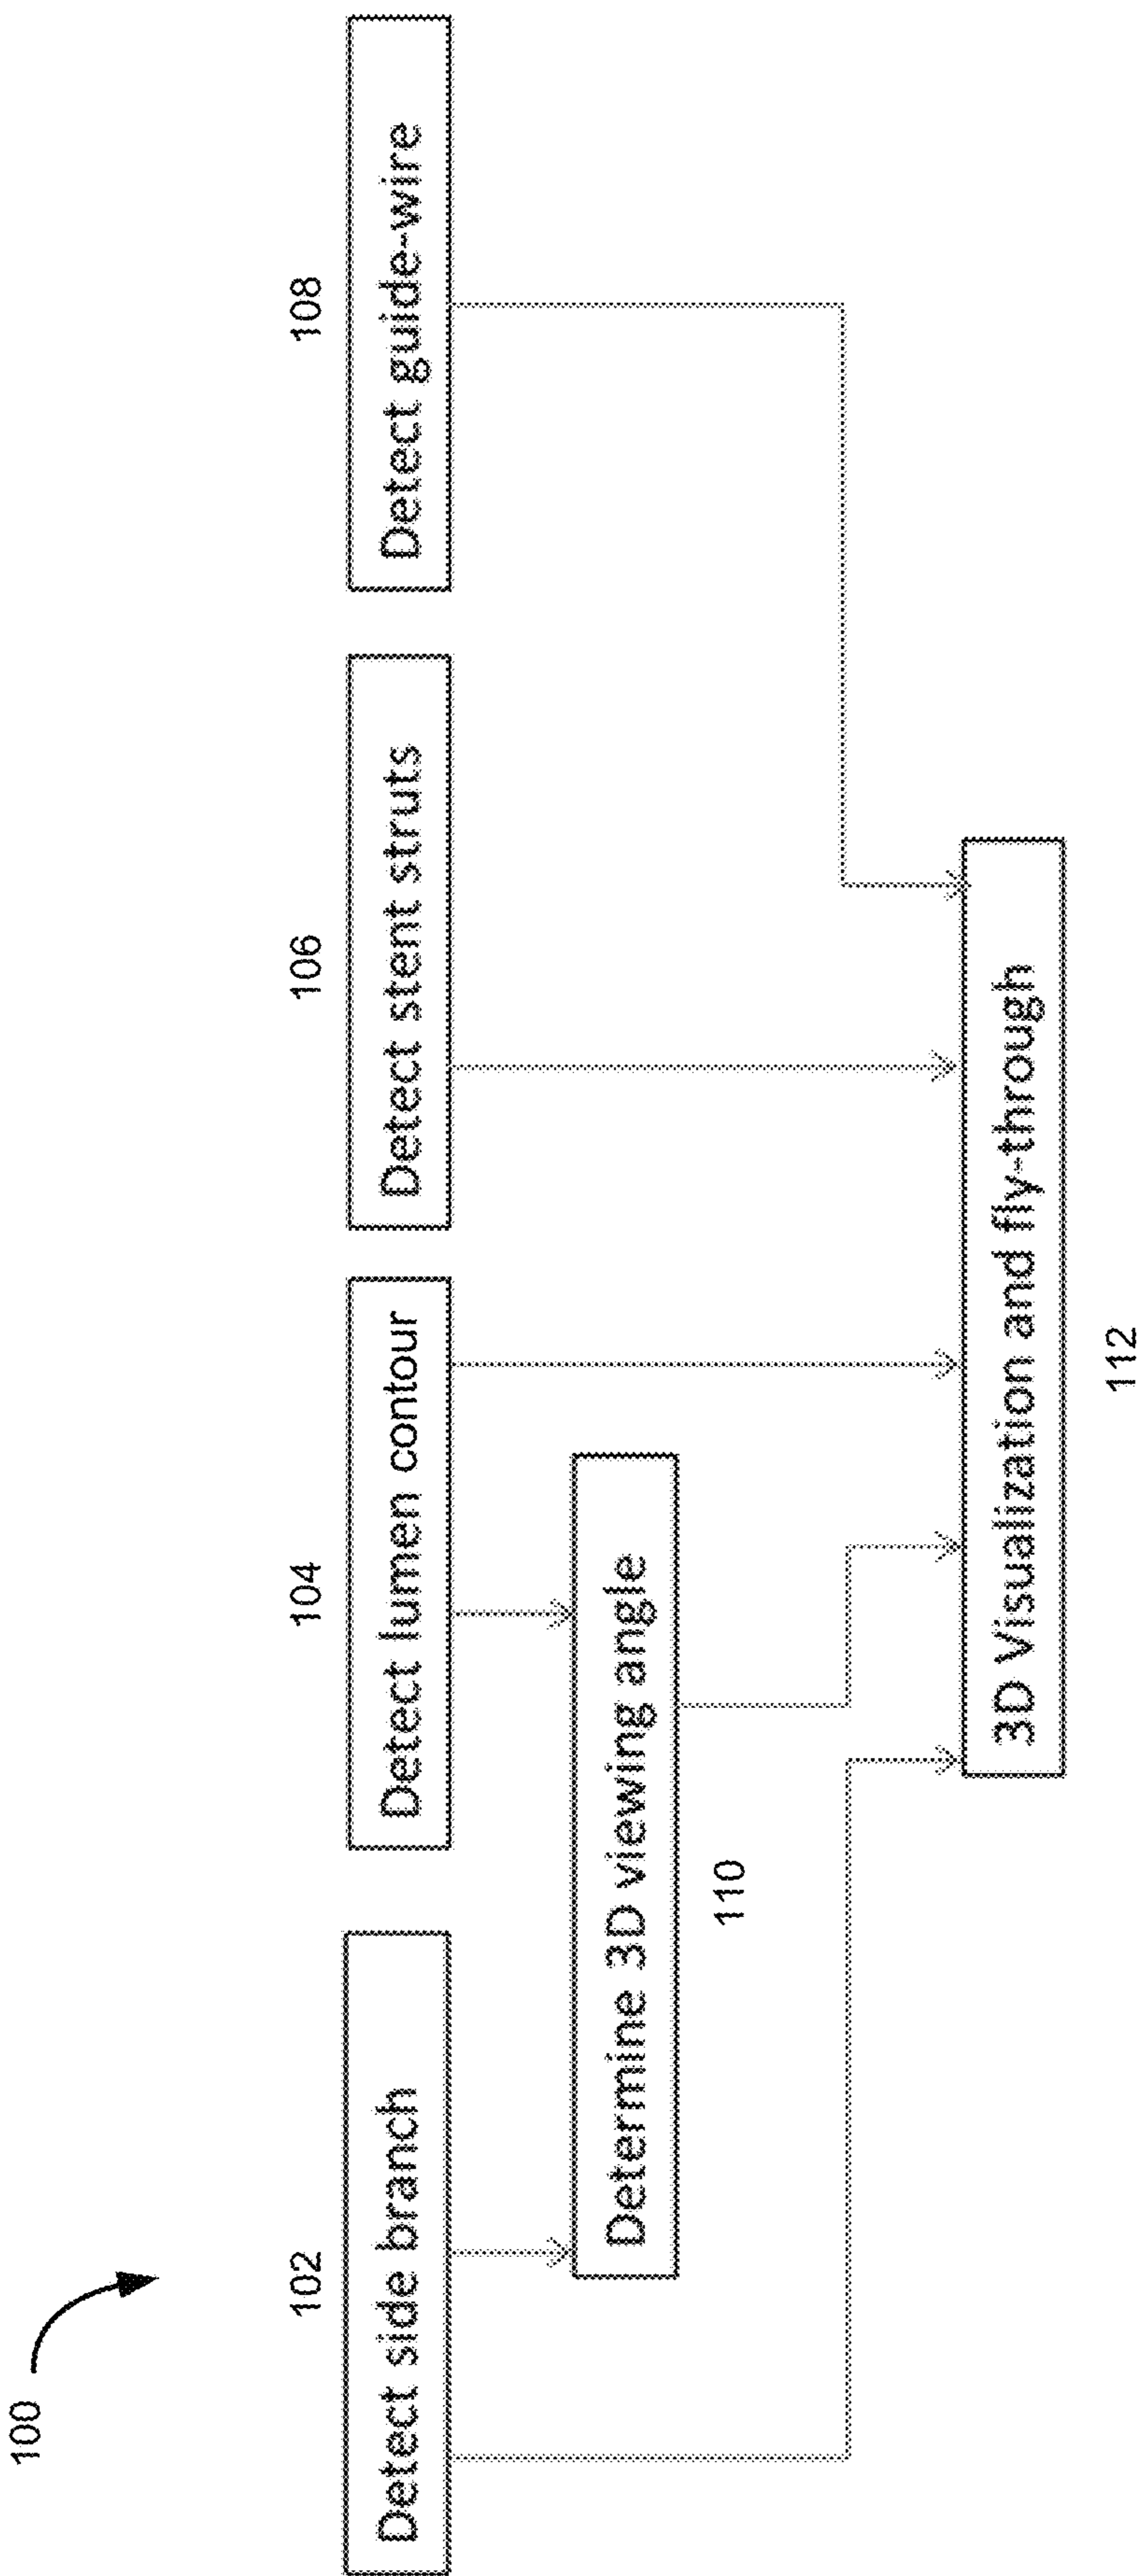 100
102
104
106
108
Detect side branch
Detect lumen contour
Detect stent struts
Detect guide-wire
Determine 3D viewing angle
110
3D Visualization and fly-through
112